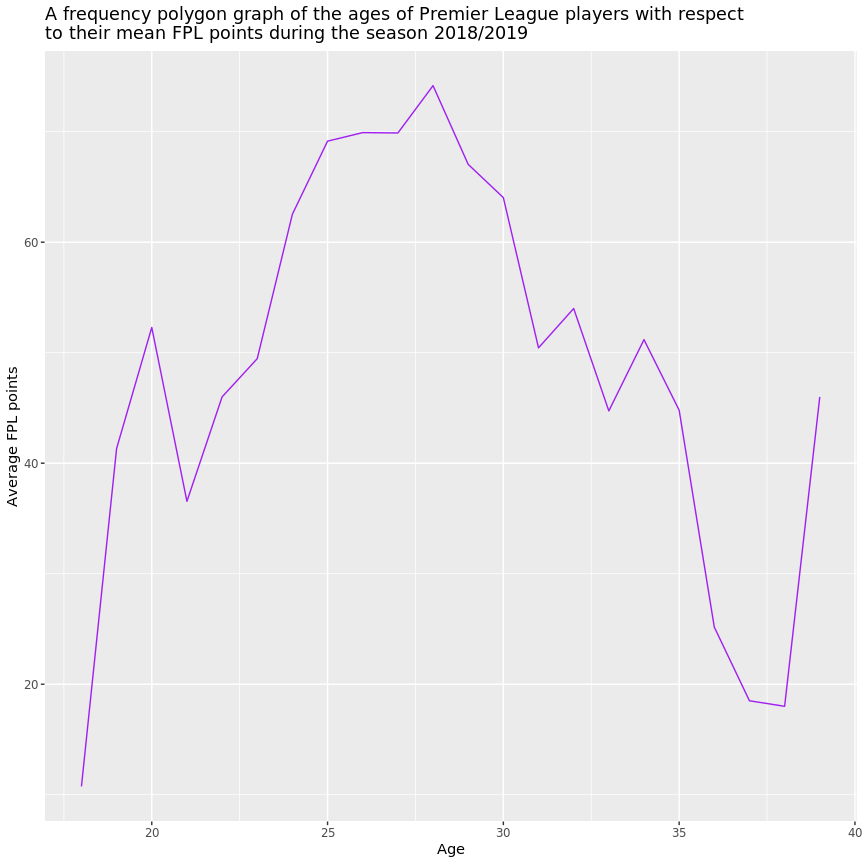 A frequency polygon graph of the ages of Premier League players with respect
to their mean FPL points during the season 2018/2019
Average FPL points
60
40
20
20
25
30
35
40
Age